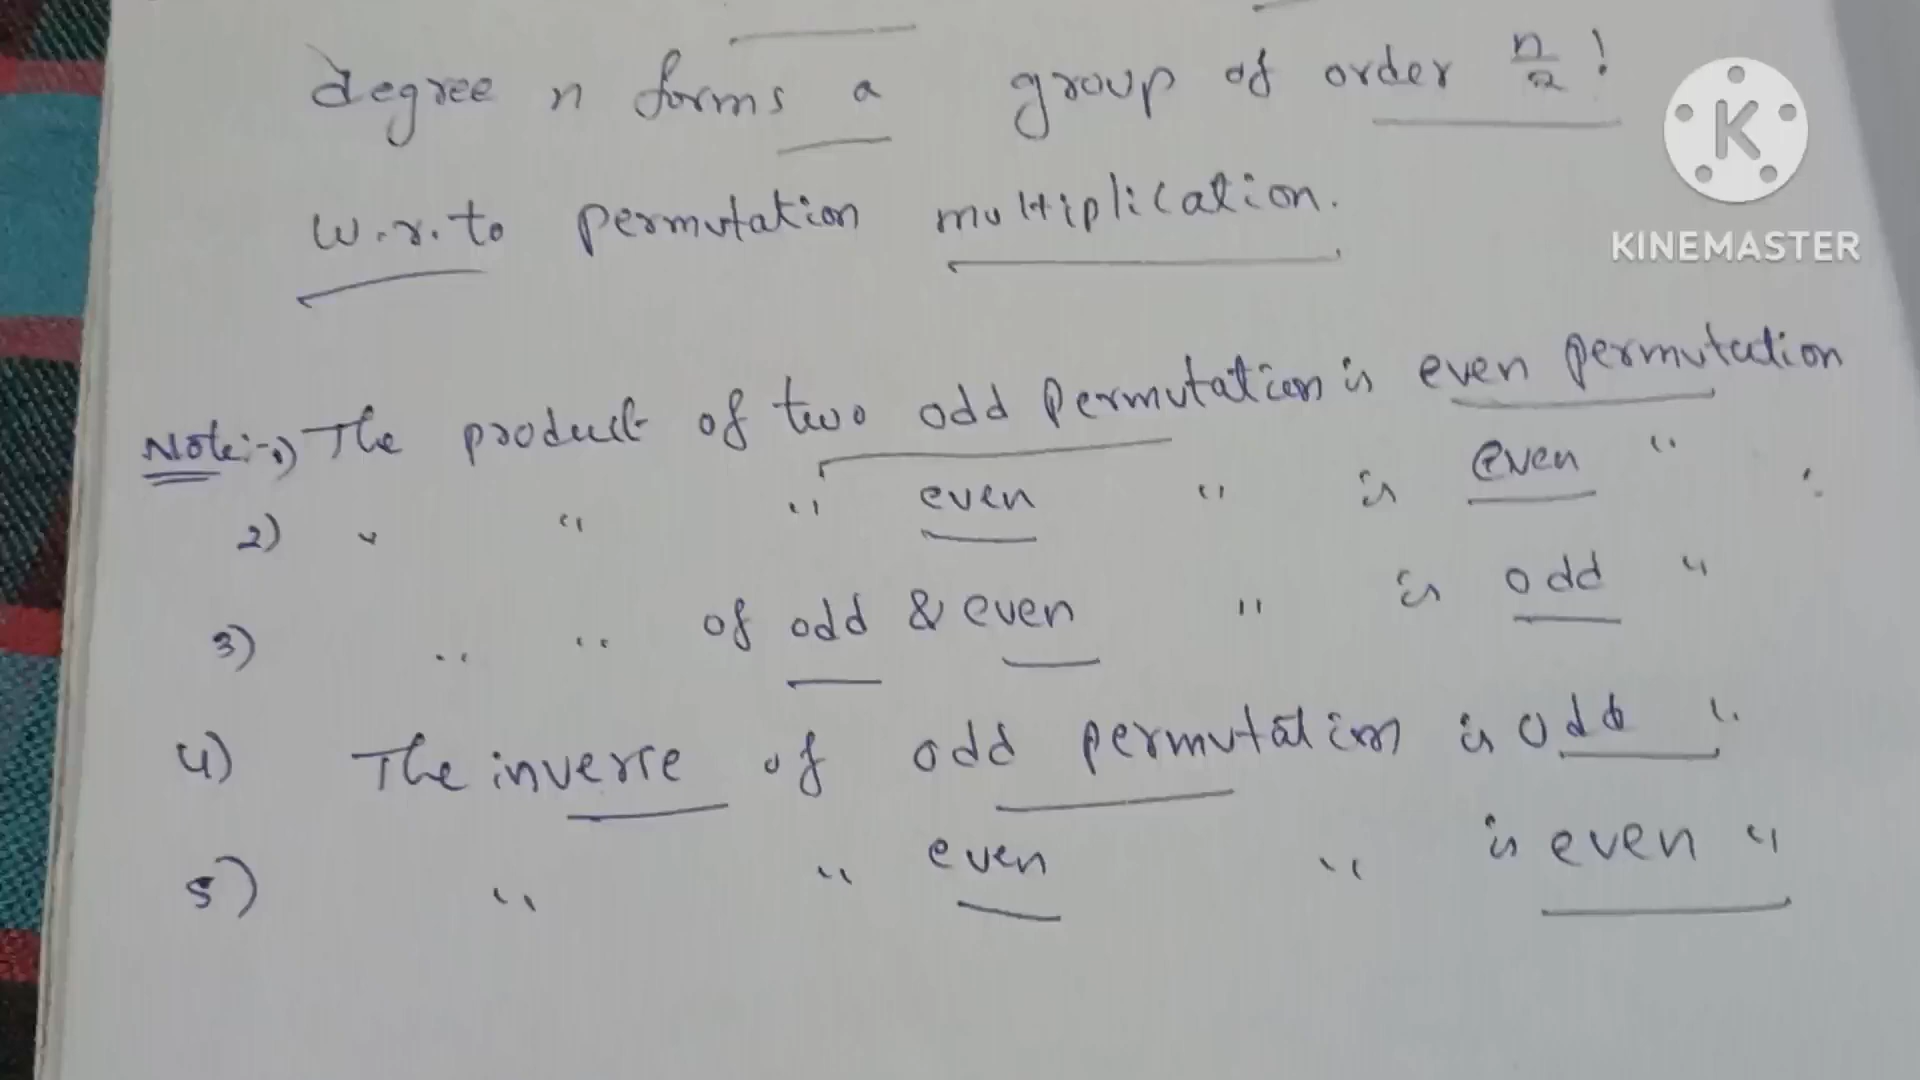 degree n forms a group of order n/2 !
w.r.to permutation multiplication.
K
KINEMASTER
Note:-1) The product of two odd permutation is even permutation
2) " " " even " is even "
3) " " of odd & even " is odd "
4) The inverse of odd permutation is odd "
5) " " even " is even "